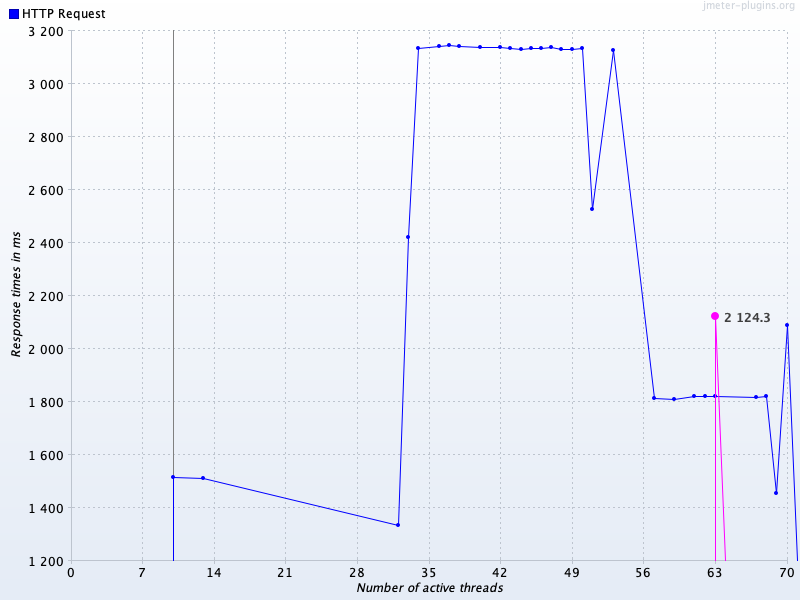 HTTP Request
jmeter-plugins.org
3 200
3 000
2 800
2 600
2 400
2 200
2 000
1 800
1 600
1 400
1 200
Response times in ms
2 124.3
0 7 14 21 28 35 42 49 56 63 70
Number of active threads